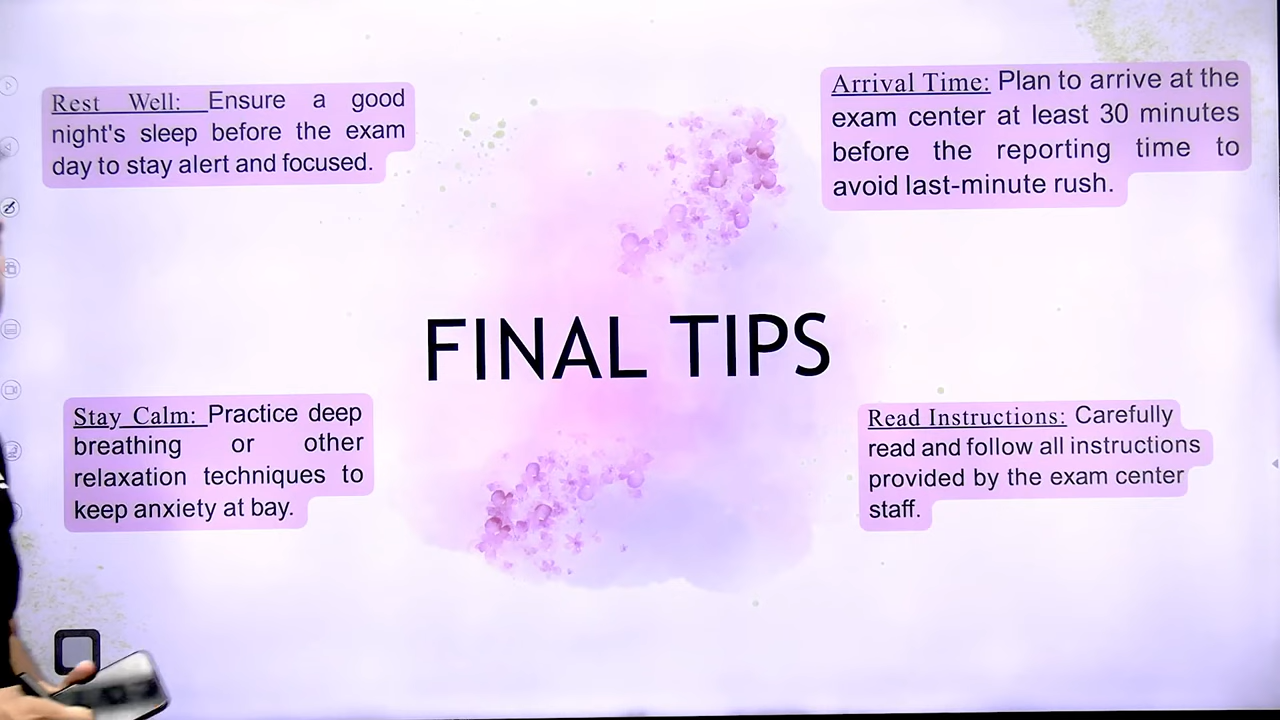 Rest Well: Ensure a good
night's sleep before the exam
day to stay alert and focused.
Arrival Time: Plan to arrive at the
exam center at least 30 minutes
before the reporting time to
avoid last-minute rush.
FINAL TIPS
Stay Calm: Practice deep
breathing or other
relaxation techniques to
keep anxiety at bay.
Read Instructions: Carefully
read and follow all instructions
provided by the exam center
staff.